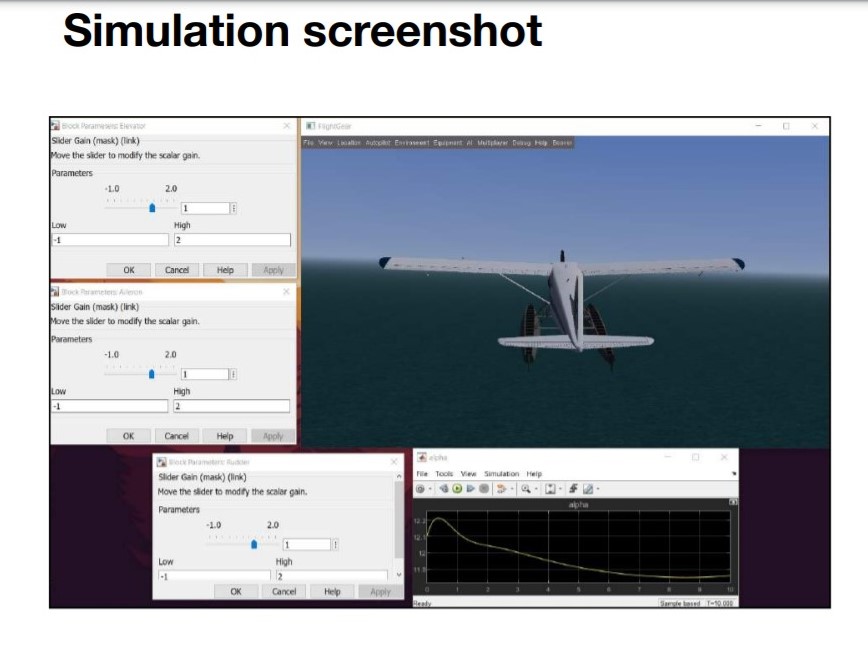 Simulation screenshot
Block Parameters: Elevator
Slider Gain (mask) (link)
Move the slider to modify the scalar gain.
Parameters
-1.0 2.0
1
Low High
-1 2
OK Cancel Help Apply
Block Parameters: Aileron
Slider Gain (mask) (link)
Move the slider to modify the scalar gain.
Parameters
-1.0 2.0
1
Low High
-1 2
OK Cancel Help Apply
FlightGear
File View Location Autopilot Environment Equipment AI Multiplayer Debug Help Beaver
Block Parameters: Rudder
Slider Gain (mask) (link)
Move the slider to modify the scalar gain.
Parameters
-1.0 2.0
1
Low High
-1 2
OK Cancel Help Apply
alpha
File Tools View Simulation Help
alpha
12.2
12.1
12
0 1 2 3 4 5 6 7 8 9 10
Ready Sample based T=10.000